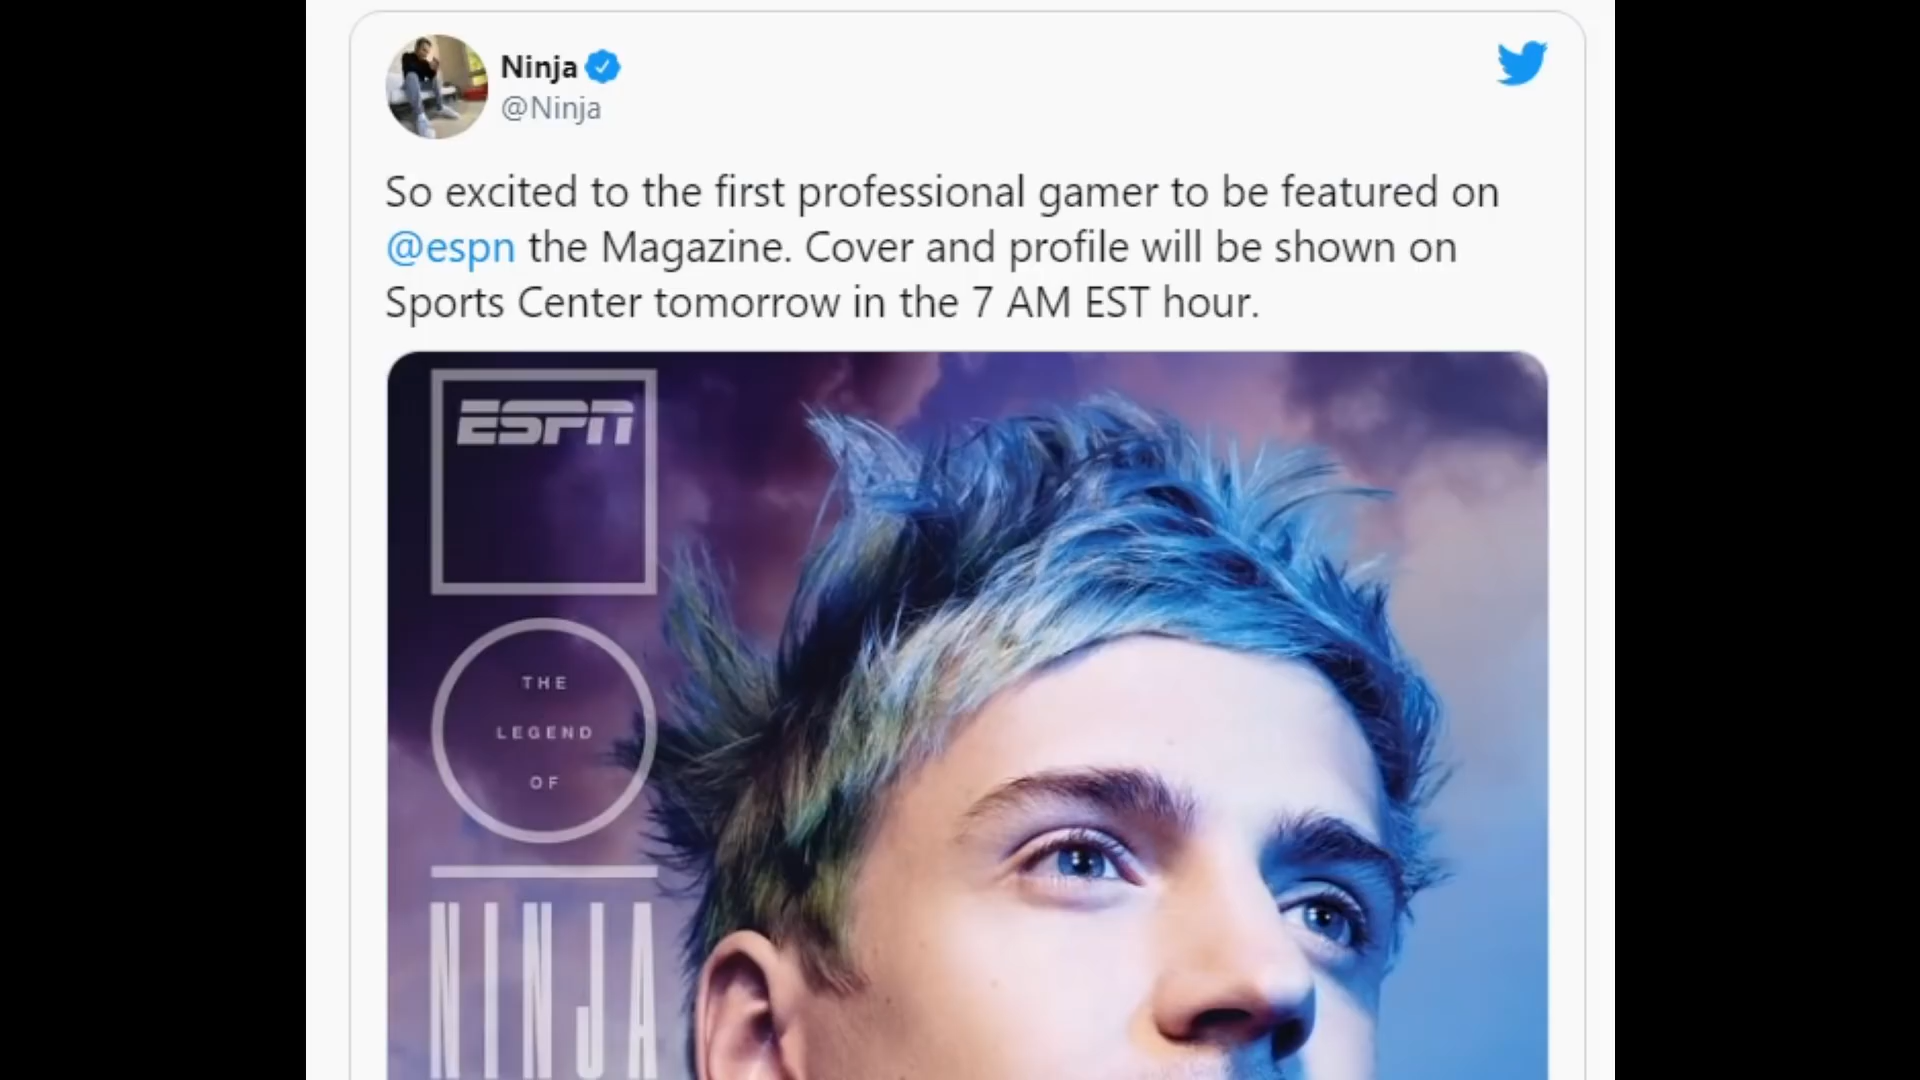 Ninja
@Ninja
So excited to the first professional gamer to be featured on
@espn the Magazine. Cover and profile will be shown on
Sports Center tomorrow in the 7 AM EST hour.
ESPN
THE
LEGEND
OF
NINJA